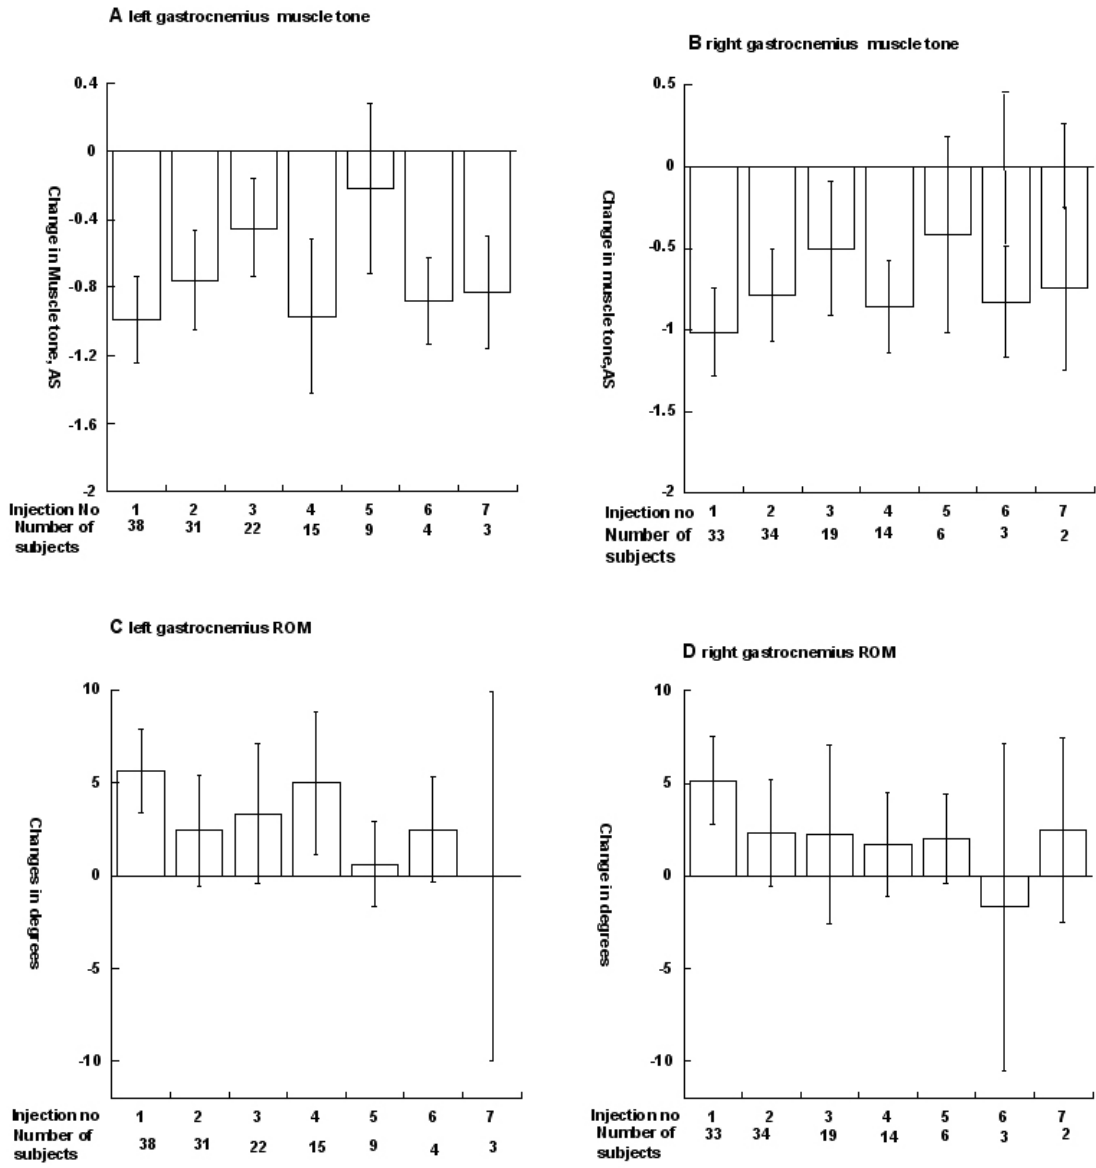 A left gastrocnemius muscle tone
0.4
0
-0.4
-0.8
-1.2
-1.6
-2
Change in Muscle tone, AS
Injection No 1 2 3 4 5 6 7
Number of subjects 38 31 22 15 9 4 3
B right gastrocnemius muscle tone
0.5
0
-0.5
-1
-1.5
-2
Change in muscle tone,AS
Injection no 1 2 3 4 5 6 7
Number of subjects 33 34 19 14 6 3 2
C left gastrocnemius ROM
10
5
0
-5
-10
Changes in degrees
Injection no 1 2 3 4 5 6 7
Number of subjects 38 31 22 15 9 4 3
D right gastrocnemius ROM
10
5
0
-5
-10
Change in degrees
Injection no 1 2 3 4 5 6 7
Number of subjects 33 34 19 14 6 3 2